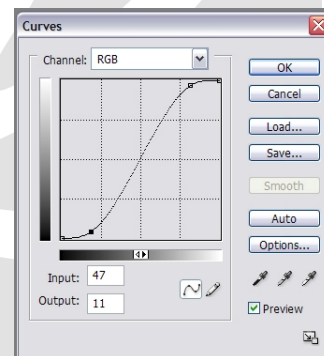 Curves
Channel: RGB
OK
Cancel
Load...
Save...
Smooth
Auto
Options...
Input: 47
Output: 11
Preview